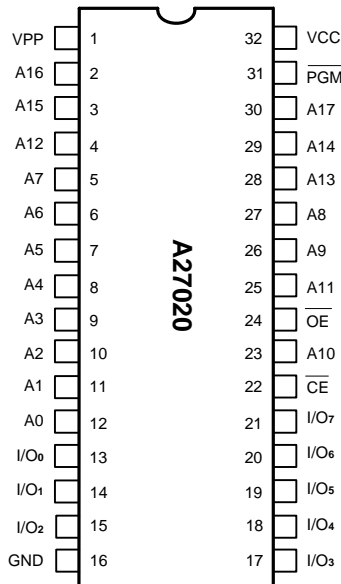 VPP 1 32 VCC
A16 2 31 PGM
A15 3 30 A17
A12 4 29 A14
A7 5 28 A13
A6 6 27 A8
A5 7 26 A9
A4 8 25 A11
A3 9 24 OE
A2 10 23 A10
A1 11 22 CE
A0 12 21 I/O7
I/O0 13 20 I/O6
I/O1 14 19 I/O5
I/O2 15 18 I/O4
GND 16 17 I/O3
A27020